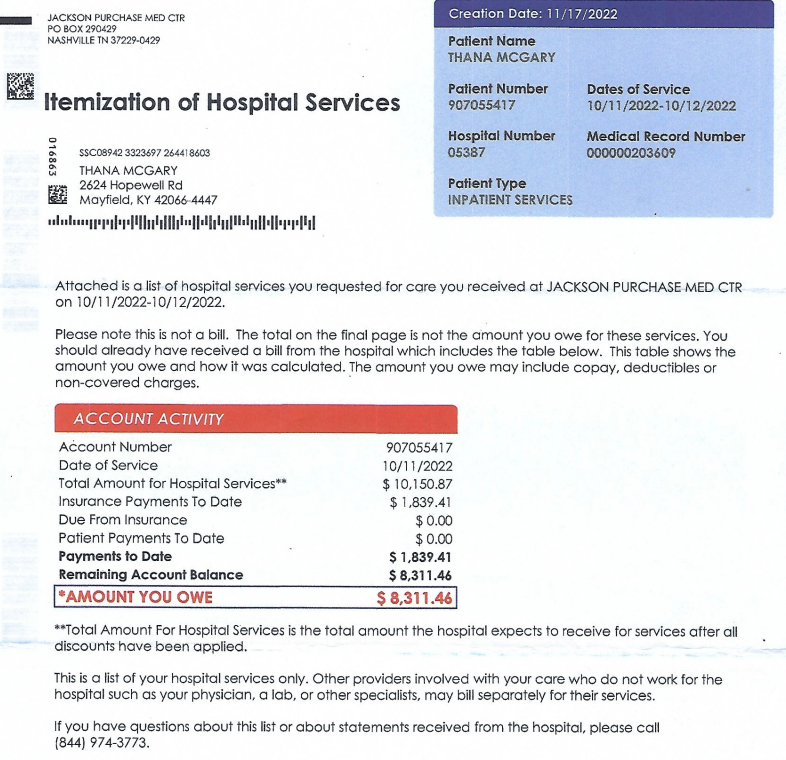 JACKSON PURCHASE MED CTR
PO BOX 290429
NASHVILLE TN 37229-0429
Creation Date: 11/17/2022
Patient Name
THANA MCGARY
Patient Number
907055417
Dates of Service
10/11/2022-10/12/2022
Hospital Number
05387
Medical Record Number
000000203609
Patient Type
INPATIENT SERVICES
Itemization of Hospital Services
016863
SSC08942 3323697 264418603
THANA MCGARY
2624 Hopewell Rd
Mayfield, KY 42066-4447
Attached is a list of hospital services you requested for care you received at JACKSON PURCHASE MED CTR
on 10/11/2022-10/12/2022.
Please note this is not a bill. The total on the final page is not the amount you owe for these services. You
should already have received a bill from the hospital which includes the table below. This table shows the
amount you owe and how it was calculated. The amount you owe may include copay, deductibles or
non-covered charges.
ACCOUNT ACTIVITY
Account Number 907055417
Date of Service 10/11/2022
Total Amount for Hospital Services** $ 10,150.87
Insurance Payments To Date $ 1,839.41
Due From Insurance $ 0.00
Patient Payments To Date $ 0.00
Payments to Date $ 1,839.41
Remaining Account Balance $ 8,311.46
*AMOUNT YOU OWE $ 8,311.46
**Total Amount For Hospital Services is the total amount the hospital expects to receive for services after all
discounts have been applied.
This is a list of your hospital services only. Other providers involved with your care who do not work for the
hospital such as your physician, a lab, or other specialists, may bill separately for their services.
If you have questions about this list or about statements received from the hospital, please call
(844) 974-3773.